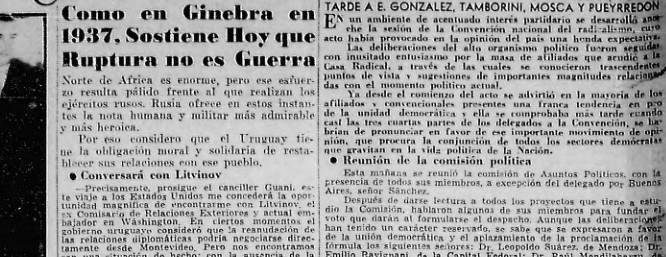 Como en Ginebra en
1937, Sostiene Hoy que
Ruptura no es Guerra
Norte de Africa es enorme, pero ese esfuer-
zo resulta pálido frente al que realizan los
ejércitos rusos. Rusia ofrece en estos instan-
tes la nota humana y militar más admirable
y más heroica.
Por eso considero que el Uruguay tie-
ne la obligación moral y solidaria de resta-
blecer sus relaciones con ese pueblo.
● Conversará con Litvinov
—Precisamente, prosigue el canciller Guani, es-
te viaje a los Estados Unidos me concederá la opor-
tunidad magnífica de encontrarme con Litvinov, el
ex Comisario de Relaciones Exteriores y actual em-
bajador en Wáshington. En ciertos momentos el
gobierno uruguayo consideró que la reanudación de
las relaciones diplomáticas podría negociarse direc-
tamente desde Montevideo. Pero nos encontramos
con una situación de hecho: con la ausencia de la
TARDE A E. GONZALEZ, TAMBORINI, MOSCA Y PUEYRREDON
EN un ambiente de acentuado interés partidario se desarrolló
che la sesión de la Convención nacional del radicalismo, cuyo
acto había provocado en la opinión del país una honda expectativa.
Las deliberaciones del alto organismo político fueron seguidas
con inusitado entusiasmo por la masa de afiliados que acudió a la
Casa Radical, a través de las cuales se conocieron trascendentes
puntos de vista y sugestiones de importantes magnitudes relaciona-
das con el momento político actual.
Ya desde el comienzo del acto se advirtió en la mayoría de los
afiliados y convencionales presentes una franca tendencia en pro
de la unidad democrática y ella se comprobaba más tarde cuando
casi las tres cuartas partes de los delegados a la Convención, se ha-
brían de pronunciar en favor de ese importante movimiento de opi-
nión, que procura la conjunción de todos los sectores democrátas
que gravitan en la vida política de la Nación.
● Reunión de la comisión política
Esta mañana se reunió la comisión de Asuntos Políticos, con la
presencia de todos sus miembros, a excepción del delegado por Buenos
Aires, señor Sánchez.
Después de darse lectura a todos los proyectos que tiene a estu-
dio la Comisión, hablaron algunos de sus miembros para fundar el
voto que darán al formularse el despacho. Aunque las deliberaciones
han tenido un carácter reservado, se sabe que se expresaron a favor
de la unión democrática y el aplazamiento de la proclamación de la
fórmula los siguientes señores: Dr. Leopoldo Suárez, de Mendoza; Dr.
Emilio Ravignani, de la Capital Federal; Dr. Raúl